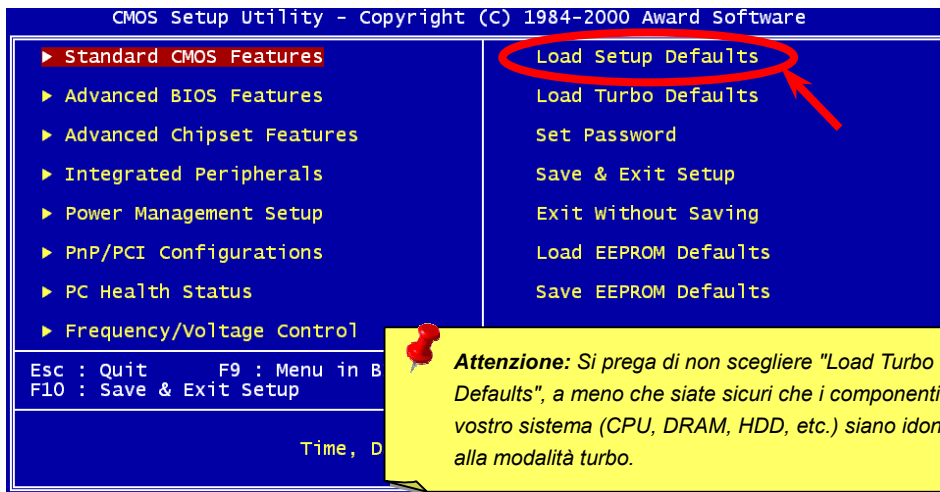 CMOS Setup Utility - Copyright (C) 1984-2000 Award Software
▶ Standard CMOS Features
▶ Advanced BIOS Features
▶ Advanced Chipset Features
▶ Integrated Peripherals
▶ Power Management Setup
▶ PnP/PCI Configurations
▶ PC Health Status
▶ Frequency/Voltage Control
Load Setup Defaults
Load Turbo Defaults
Set Password
Save & Exit Setup
Exit Without Saving
Load EEPROM Defaults
Save EEPROM Defaults
Esc : Quit F9 : Menu in B
F10 : Save & Exit Setup
Time, D
Attenzione: Si prega di non scegliere "Load Turbo
Defaults", a meno che siate sicuri che i componenti
vostro sistema (CPU, DRAM, HDD, etc.) siano idon
alla modalità turbo.